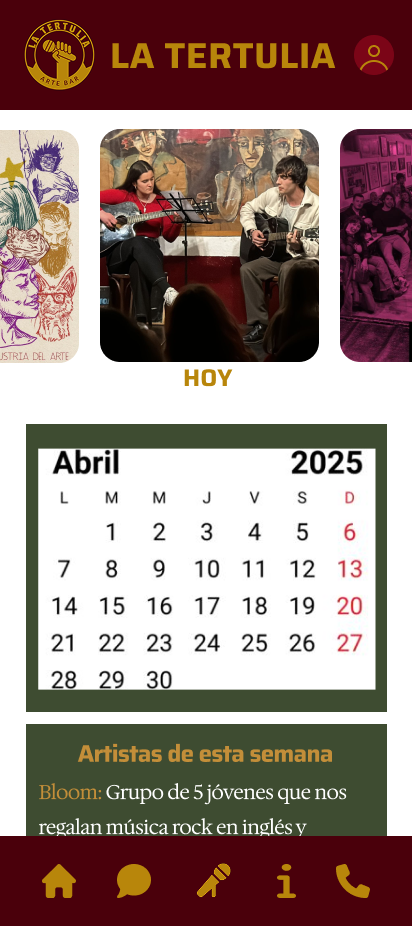 LA TERTULIA
ARTE BAR
LA TERTULIA
USTRIA DEL ARTE
HOY
Abril 2025
L M M J V S D
1 2 3 4 5 6
7 8 9 10 11 12 13
14 15 16 17 18 19 20
21 22 23 24 25 26 27
28 29 30
Artistas de esta semana
Bloom: Grupo de 5 jóvenes que nos
regalan música rock en inglés y